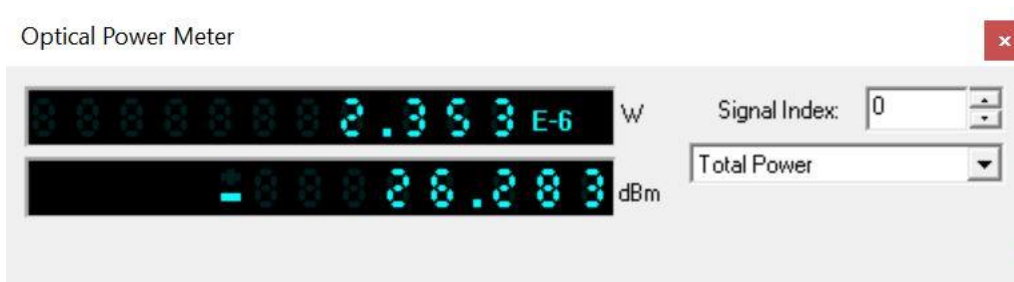 Optical Power Meter
x
2.353 E-6 W
Signal Index: 0
Total Power
-26.283 dBm